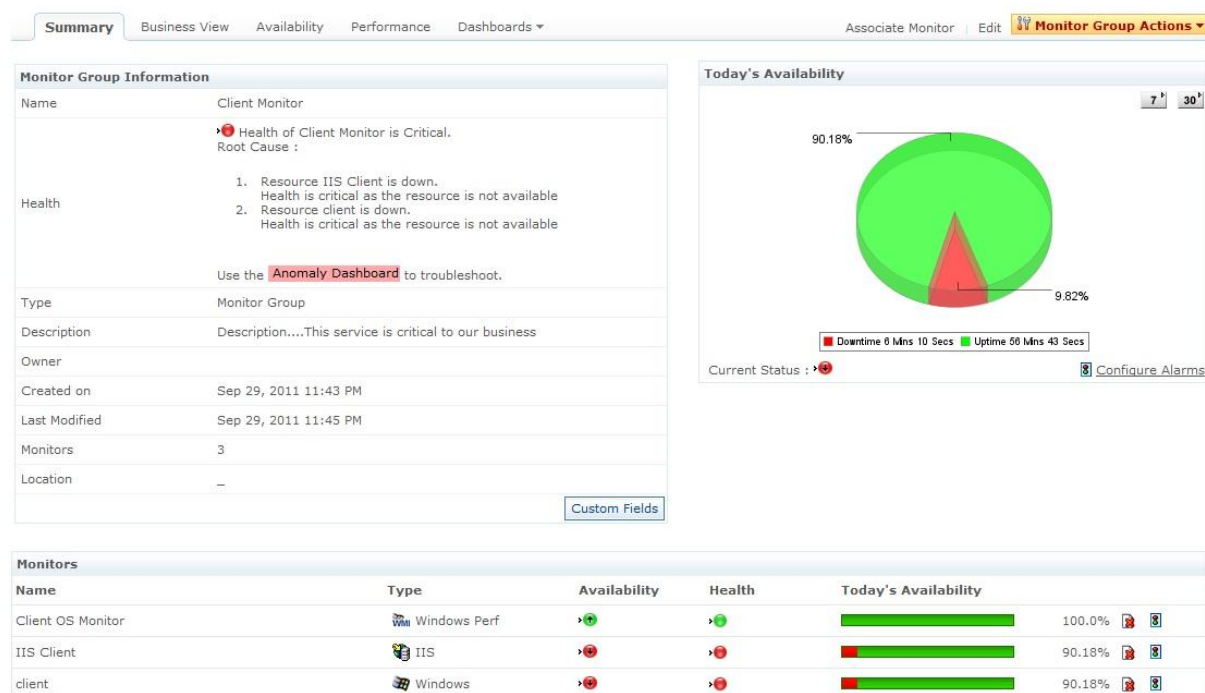 Summary Business View Availability Performance Dashboards
Associate Monitor Edit Monitor Group Actions
Monitor Group Information
Name Client Monitor
Health
Health of Client Monitor is Critical.
Root Cause :
1. Resource IIS Client is down.
Health is critical as the resource is not available
2. Resource client is down.
Health is critical as the resource is not available
Use the Anomaly Dashboard to troubleshoot.
Type Monitor Group
Description Description....This service is critical to our business
Owner
Created on Sep 29, 2011 11:43 PM
Last Modified Sep 29, 2011 11:45 PM
Monitors 3
Location _
Custom Fields
Today's Availability
7 30
90.18%
9.82%
Downtime 6 Mins 10 Secs Uptime 56 Mins 43 Secs
Current Status : Configure Alarms
Monitors
Name Type Availability Health Today's Availability
Client OS Monitor WMI Windows Perf 100.0%
IIS Client IIS 90.18%
client Windows 90.18%